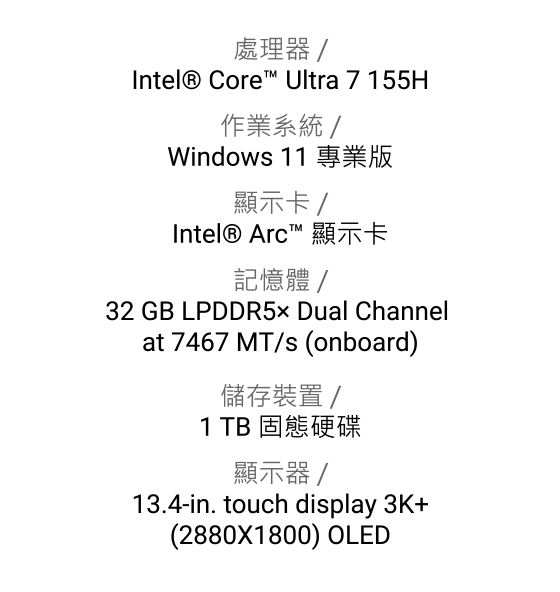 處理器 /
Intel® Core™ Ultra 7 155H
作業系統 /
Windows 11 專業版
顯示卡 /
Intel® Arc™ 顯示卡
記憶體 /
32 GB LPDDR5× Dual Channel
at 7467 MT/s (onboard)
儲存裝置 /
1 TB 固態硬碟
顯示器 /
13.4-in. touch display 3K+
(2880X1800) OLED